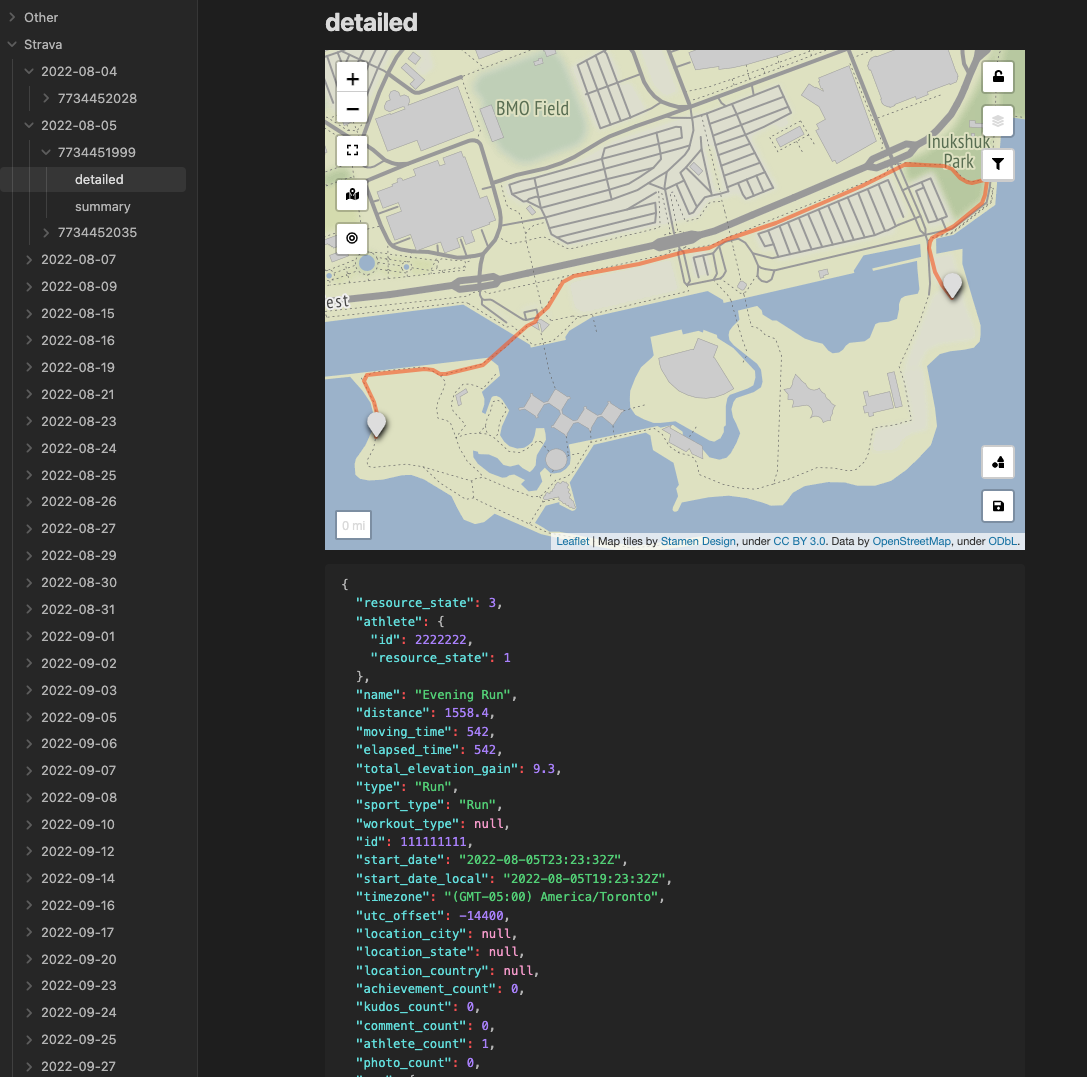 Other
Strava
2022-08-04
7734452028
2022-08-05
7734451999
detailed
summary
7734452035
2022-08-07
2022-08-09
2022-08-15
2022-08-16
2022-08-19
2022-08-21
2022-08-23
2022-08-24
2022-08-25
2022-08-26
2022-08-27
2022-08-29
2022-08-30
2022-08-31
2022-09-01
2022-09-02
2022-09-03
2022-09-05
2022-09-06
2022-09-07
2022-09-08
2022-09-10
2022-09-12
2022-09-14
2022-09-16
2022-09-17
2022-09-20
2022-09-23
2022-09-24
2022-09-25
2022-09-27
detailed
+
−
BMO Field
Inukshuk
Park
est
0 mi
Leaflet | Map tiles by Stamen Design, under CC BY 3.0. Data by OpenStreetMap, under ODbL.
{
"resource_state": 3,
"athlete": {
"id": 2222222,
"resource_state": 1
},
"name": "Evening Run",
"distance": 1558.4,
"moving_time": 542,
"elapsed_time": 542,
"total_elevation_gain": 9.3,
"type": "Run",
"sport_type": "Run",
"workout_type": null,
"id": 111111111,
"start_date": "2022-08-05T23:23:32Z",
"start_date_local": "2022-08-05T19:23:32Z",
"timezone": "(GMT-05:00) America/Toronto",
"utc_offset": -14400,
"location_city": null,
"location_state": null,
"location_country": null,
"achievement_count": 0,
"kudos_count": 0,
"comment_count": 0,
"athlete_count": 1,
"photo_count": 0,